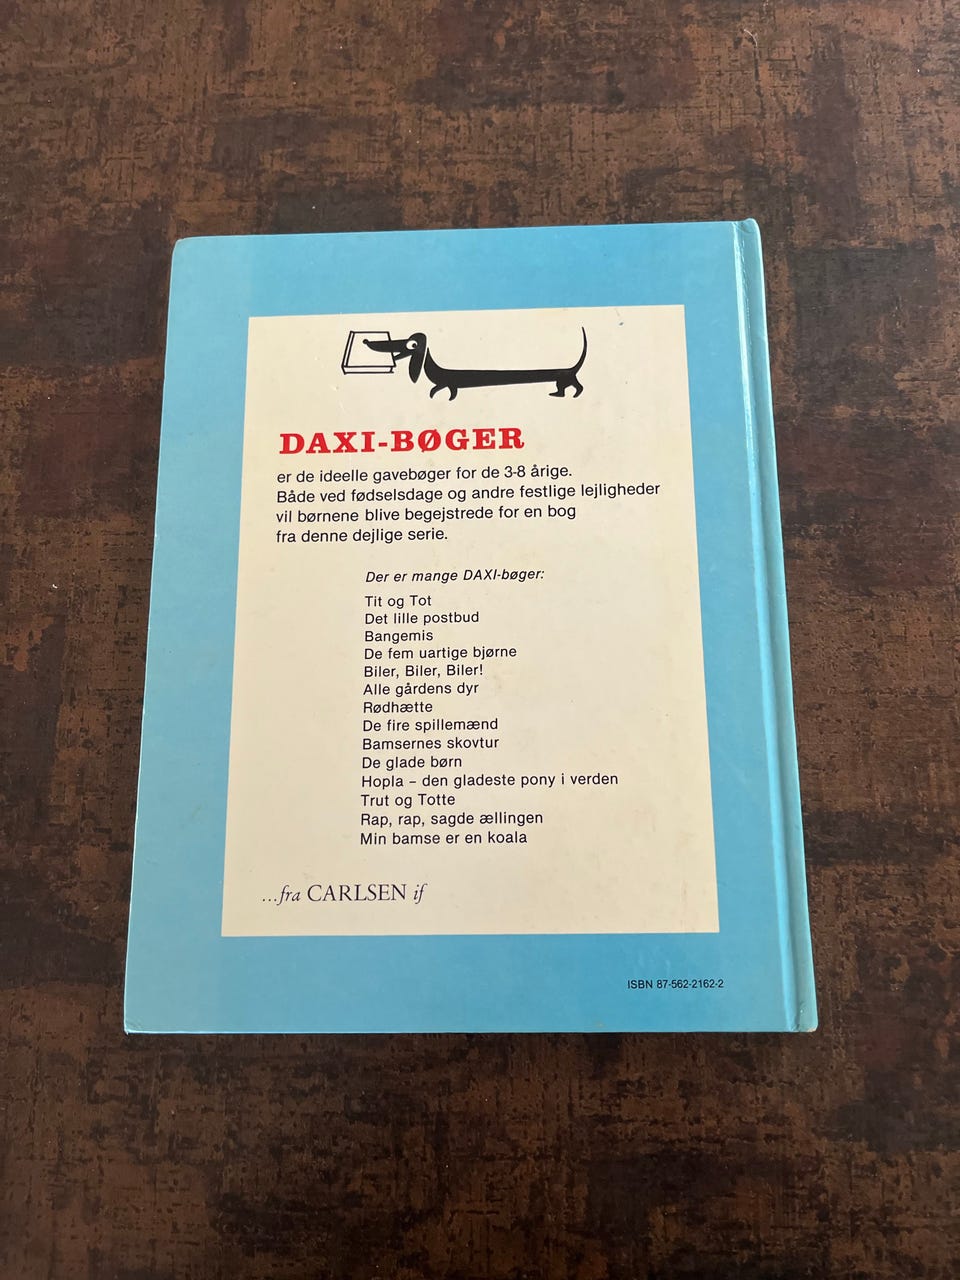 DAXI-BØGER
er de ideelle gavebøger for de 3-8 årige.
Både ved fødselsdage og andre festlige lejligheder
vil børnene blive begejstrede for en bog
fra denne dejlige serie.
Der er mange DAXI-bøger:
Tit og Tot
Det lille postbud
Bangemis
De fem uartige bjørne
Biler, Biler, Biler!
Alle gårdens dyr
Rødhætte
De fire spillemænd
Bamsernes skovtur
De glade børn
Hopla – den gladeste pony i verden
Trut og Totte
Rap, rap, sagde ællingen
Min bamse er en koala
...fra CARLSEN if
ISBN 87-562-2162-2